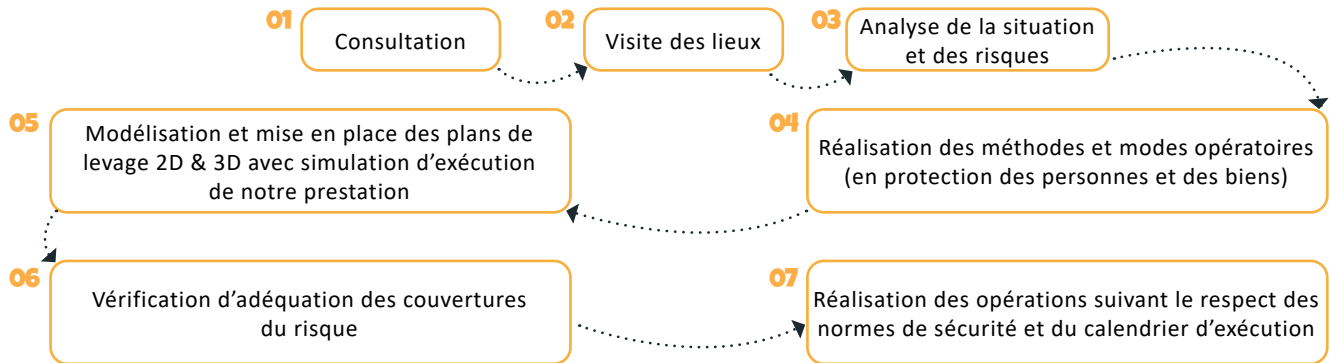 01
Consultation
02
Visite des lieux
03
Analyse de la situation
et des risques
04
Réalisation des méthodes et modes opératoires
(en protection des personnes et des biens)
05
Modélisation et mise en place des plans de
levage 2D & 3D avec simulation d’exécution
de notre prestation
06
Vérification d’adéquation des couvertures
du risque
07
Réalisation des opérations suivant le respect des
normes de sécurité et du calendrier d’exécution